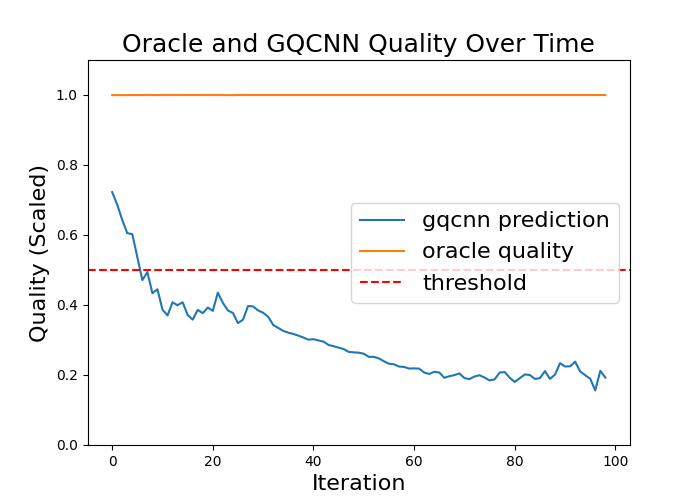 Oracle and GQCNN Quality Over Time
Quality (Scaled)
1.0
0.8
0.6
0.4
0.2
0.0
gqcnn prediction
oracle quality
threshold
0 20 40 60 80 100
Iteration